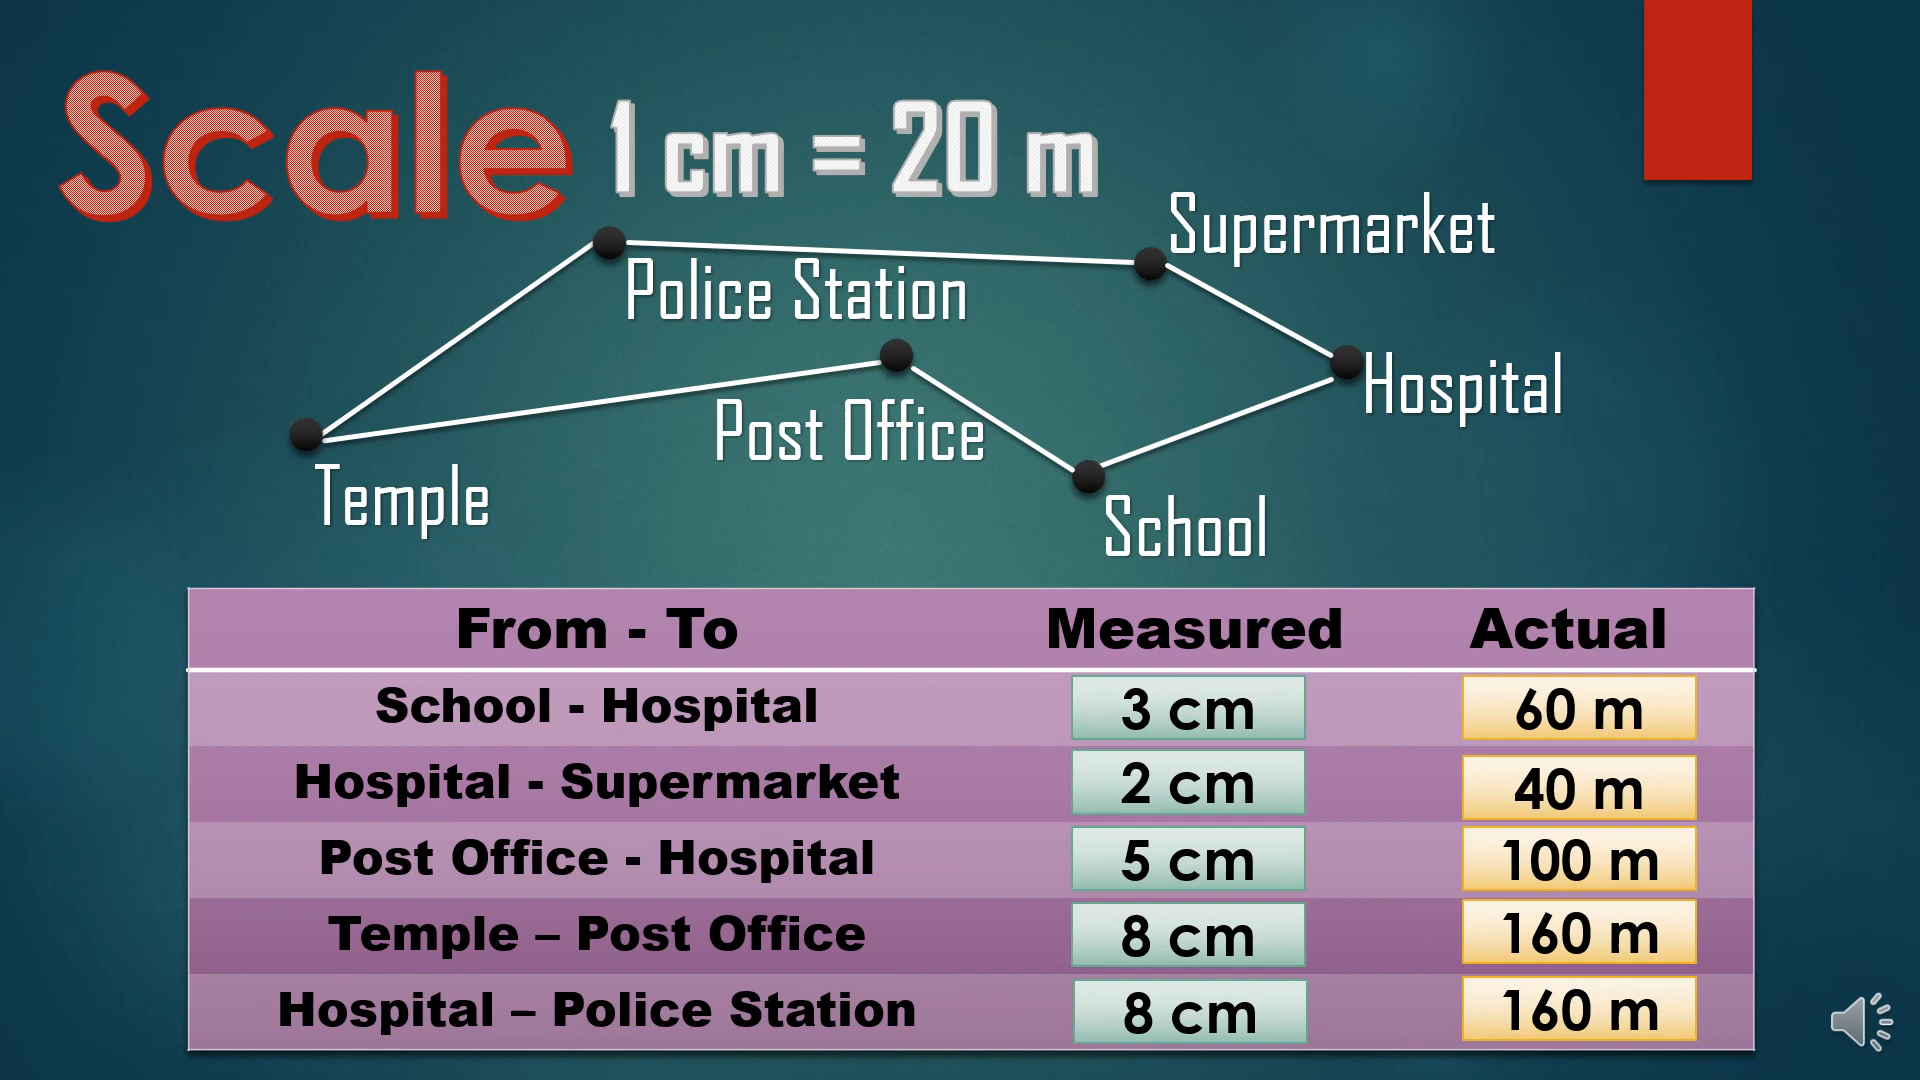 Scale 1 cm = 20 m
Supermarket
Police Station
Hospital
Post Office
Temple
School
From - To Measured Actual
School - Hospital 3 cm 60 m
Hospital - Supermarket 2 cm 40 m
Post Office - Hospital 5 cm 100 m
Temple – Post Office 8 cm 160 m
Hospital – Police Station 8 cm 160 m